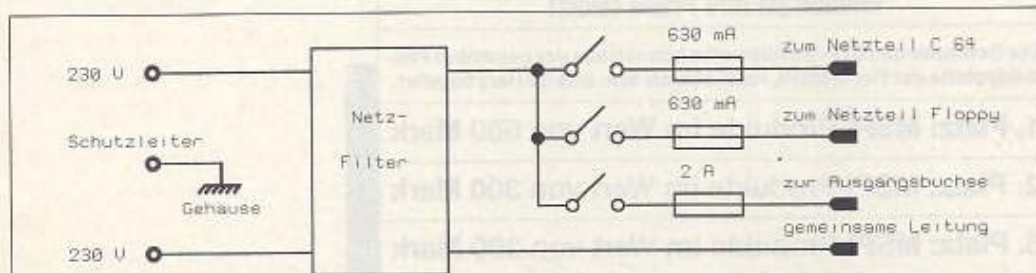 630 mA
zum Netzteil C 64
230 V
630 mA
zum Netzteil Floppy
Netz-
Filter
Schutzleiter
2 A
zur Ausgangsbuchse
Gehäuse
gemeinsame Leitung
230 V